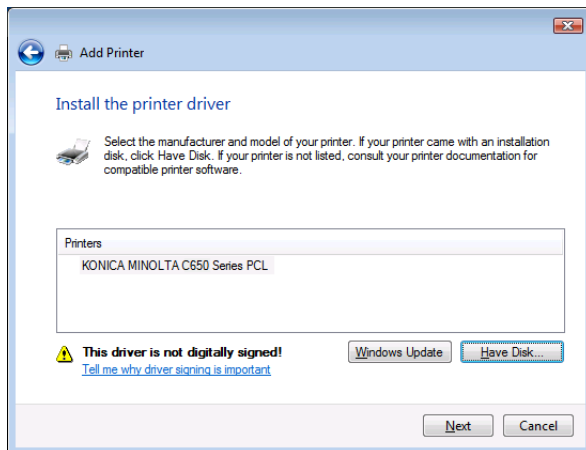 Add Printer
Install the printer driver
Select the manufacturer and model of your printer. If your printer came with an installation
disk, click Have Disk. If your printer is not listed, consult your printer documentation for
compatible printer software.
Printers
KONICA MINOLTA C650 Series PCL
This driver is not digitally signed!
Windows Update
Have Disk...
Tell me why driver signing is important
Next
Cancel